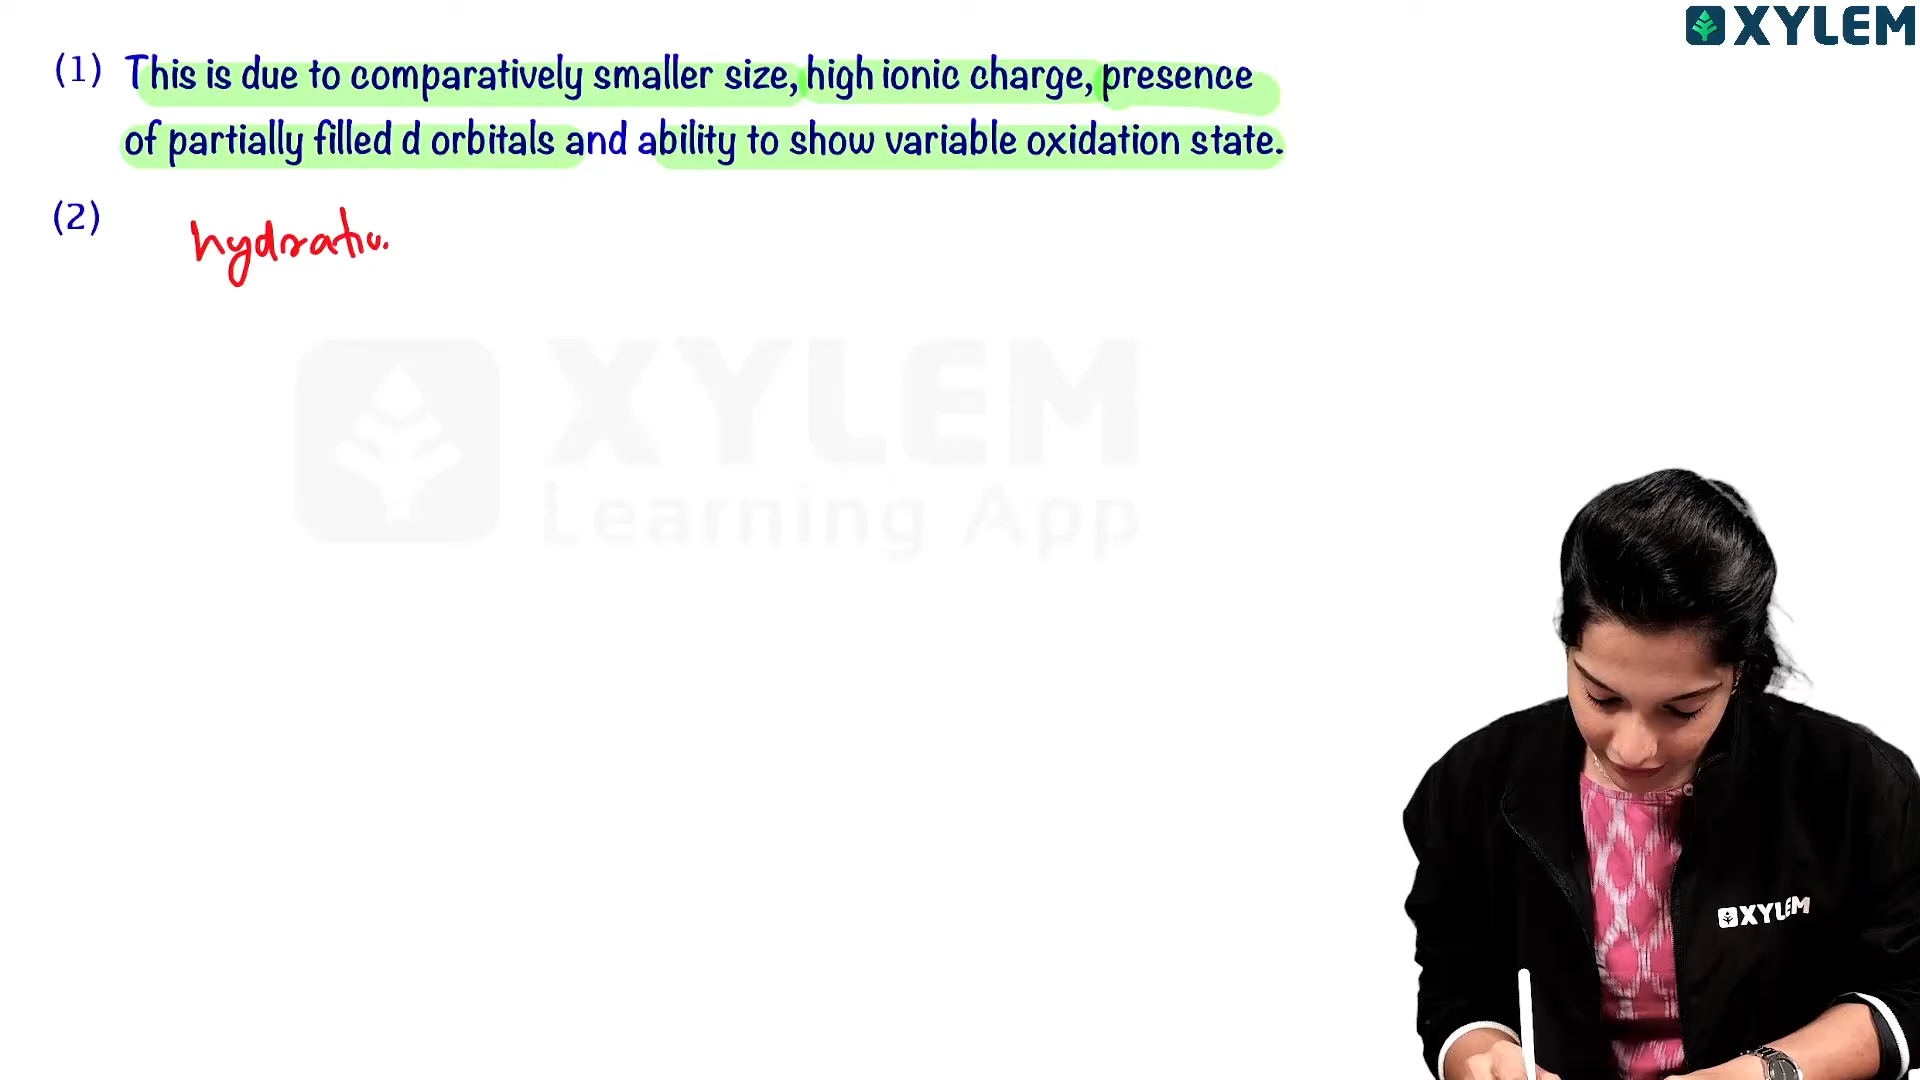 XYLEM
(1) This is due to comparatively smaller size, high ionic charge, presence
of partially filled d orbitals and ability to show variable oxidation state.
(2)
XYLEM
Learning App
XYLEM